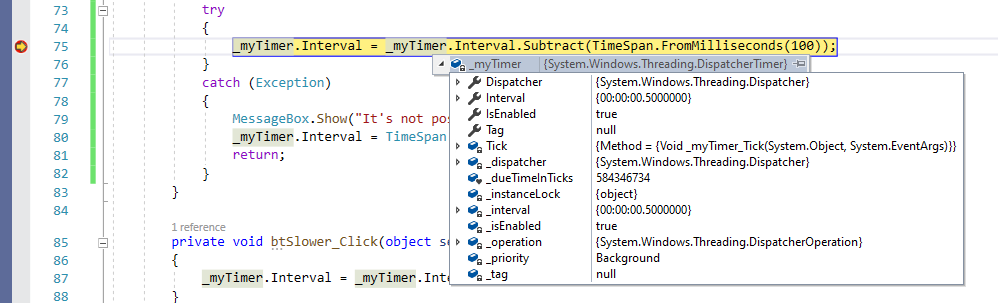 73 try
74 {
75 _myTimer.Interval = _myTimer.Interval.Subtract(TimeSpan.FromMilliseconds(100));
76 }
77 catch (Exception)
78 {
79 MessageBox.Show("It's not pos
80 _myTimer.Interval = TimeSpan
81 return;
82 }
83 }
84
1 reference
85 private void btSlower_Click(object se
86 {
87 _myTimer.Interval = _myTimer.Inte
88 }
_myTimer {System.Windows.Threading.DispatcherTimer}
Dispatcher {System.Windows.Threading.Dispatcher}
Interval {00:00:00.5000000}
IsEnabled true
Tag null
Tick {Method = {Void _myTimer_Tick(System.Object, System.EventArgs)}}
_dispatcher {System.Windows.Threading.Dispatcher}
_dueTimeInTicks 584346734
_instanceLock {object}
_interval {00:00:00.5000000}
_isEnabled true
_operation {System.Windows.Threading.DispatcherOperation}
_priority Background
_tag null